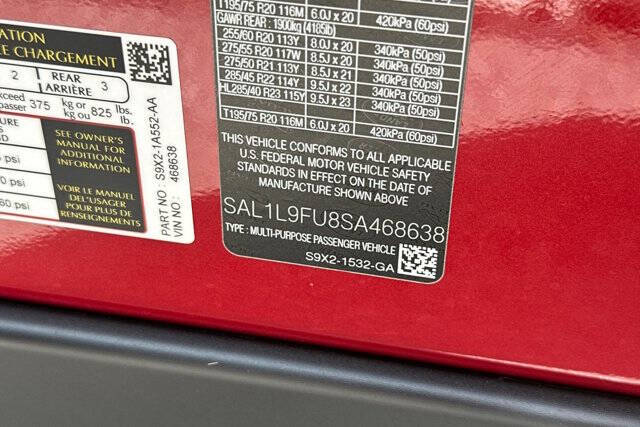 ATION
CE CHARGEMENT
2 REAR ARRIÈRE 3
exceed
passer 375 kg or kg ou 825 lbs. lb.
TURE
SEE OWNER'S
MANUAL FOR
ADDITIONAL
INFORMATION
VOIR LE MANUEL
DEL'USAGER
POUR PLUS DE
RENSEIGNEMENTS
psi
0 psi
60 psi
PART NO : S9X2-1A552-AA
VIN NO : 468638
T195/75 R20 116M 6.0J x 20 420kPa (60psi)
GAWR REAR : 1900kg (4185lb)
255/60 R20 113Y 8.0J x 20 340kPa (50psi)
275/55 R20 117W 8.0J x 20 340kPa (50psi)
275/50 R21 113Y 8.5J x 21 340kPa (50psi)
285/45 R22 114Y 9.5J x 22 340kPa (50psi)
HL285/40 R23 115Y 9.5J x 23 340kPa (50psi)
T195/75 R20 116M 6.0J x 20 420kPa (60psi)
THIS VEHICLE CONFORMS TO ALL APPLICABLE
U.S. FEDERAL MOTOR VEHICLE SAFETY
STANDARDS IN EFFECT ON THE DATE OF
MANUFACTURE SHOWN ABOVE
SAL1L9FU8SA468638
TYPE : MULTI-PURPOSE PASSENGER VEHICLE
S9X2-1532-GA